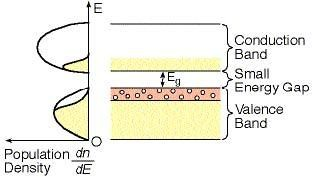 E
Conduction
Band
Small
Energy Gap
Eg
Valence
Band
O
Population dn
Density dE